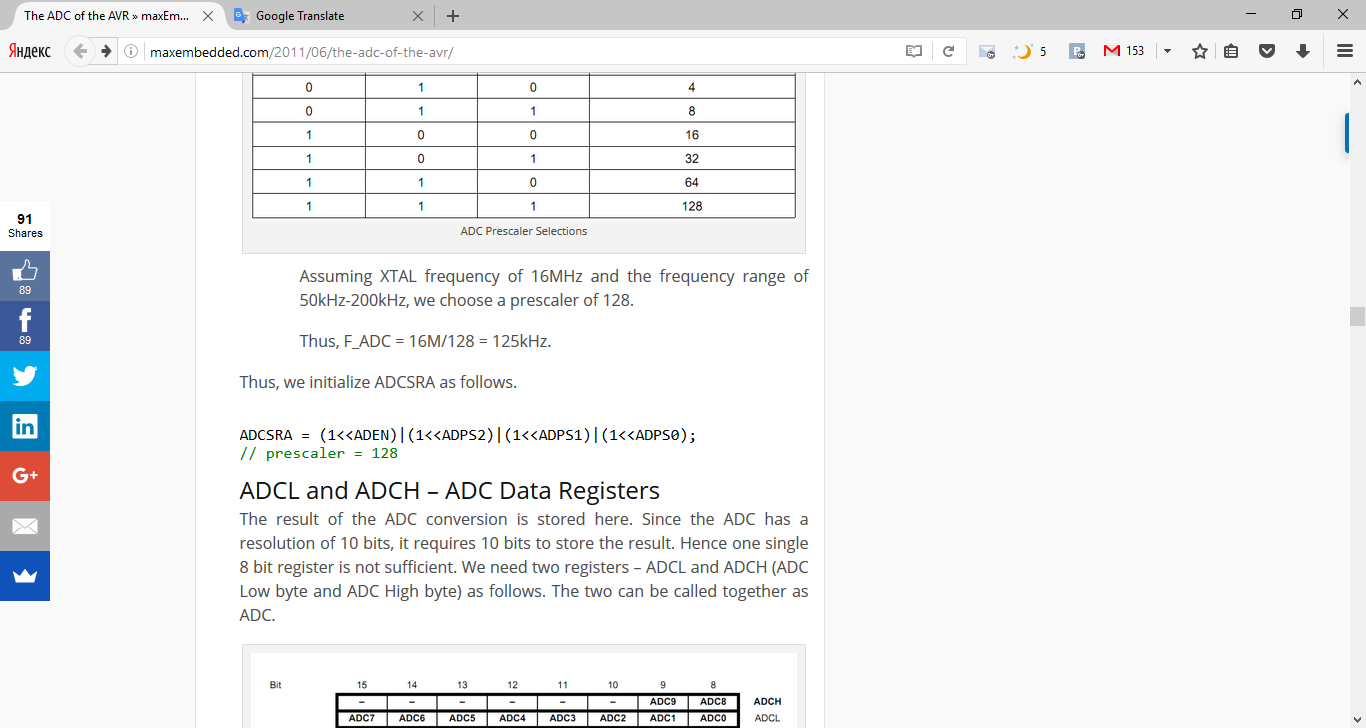 The ADC of the AVR » maxEm...
Google Translate
Яндекс
maxembedded.com/2011/06/the-adc-of-the-avr/
5
153
0 1 0 4
0 1 1 8
1 0 0 16
1 0 1 32
1 1 0 64
1 1 1 128
ADC Prescaler Selections
91
Shares
89
89
Assuming XTAL frequency of 16MHz and the frequency range of
50kHz-200kHz, we choose a prescaler of 128.
Thus, F_ADC = 16M/128 = 125kHz.
Thus, we initialize ADCSRA as follows.
ADCSRA = (1<<ADEN)|(1<<ADPS2)|(1<<ADPS1)|(1<<ADPS0);
// prescaler = 128
ADCL and ADCH – ADC Data Registers
The result of the ADC conversion is stored here. Since the ADC has a
resolution of 10 bits, it requires 10 bits to store the result. Hence one single
8 bit register is not sufficient. We need two registers – ADCL and ADCH (ADC
Low byte and ADC High byte) as follows. The two can be called together as
ADC.
Bit 15 14 13 12 11 10 9 8
– – – – – – ADC9 ADC8 ADCH
ADC7 ADC6 ADC5 ADC4 ADC3 ADC2 ADC1 ADC0 ADCL